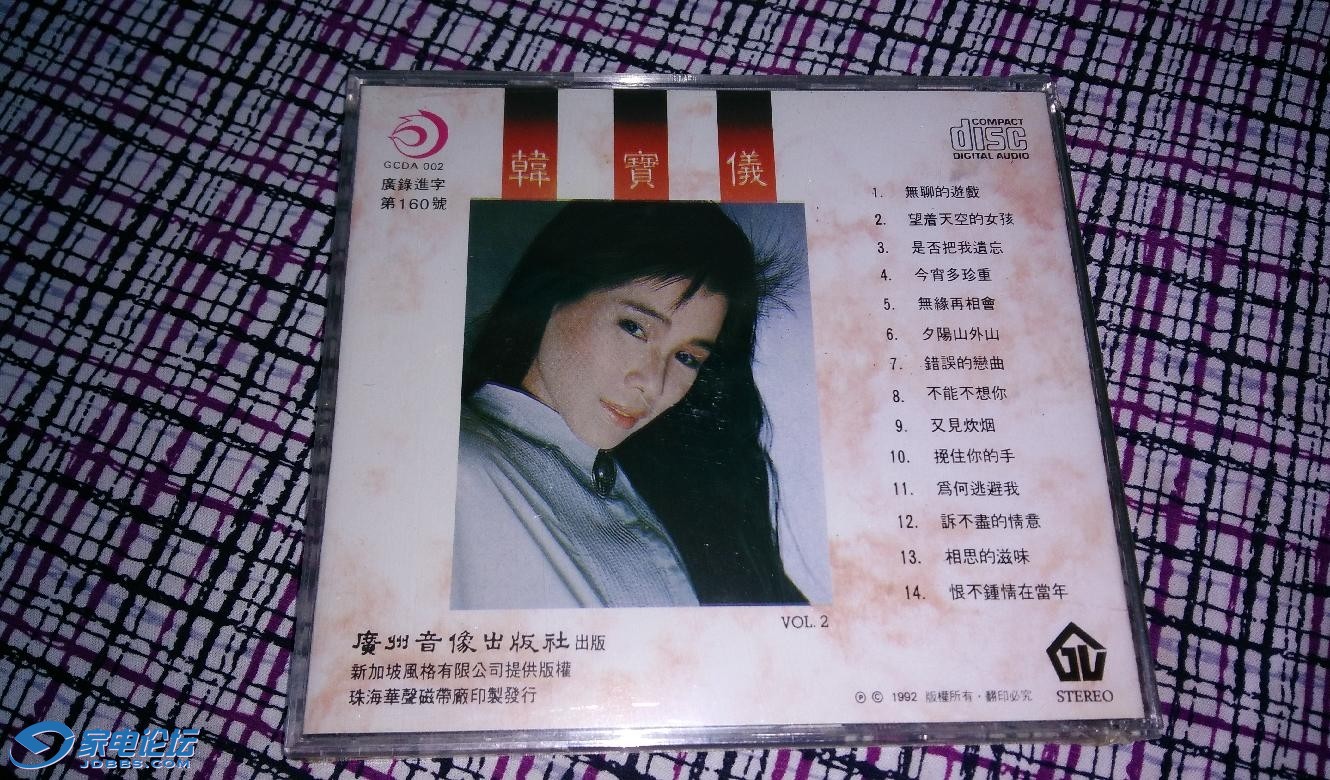 GCDA 002
廣錄進字
第160號
韓寶儀
COMPACT
disc
DIGITAL AUDIO
1. 無聊的遊戲
2. 望着天空的女孩
3. 是否把我遺忘
4. 今宵多珍重
5. 無緣再相會
6. 夕陽山外山
7. 錯誤的戀曲
8. 不能不想你
9. 又見炊烟
10. 挽住你的手
11. 爲何逃避我
12. 訴不盡的情意
13. 相思的滋味
14. 恨不鍾情在當年
VOL. 2
廣州音像出版社出版
新加坡風格有限公司提供版權
珠海華聲磁帶廠印製發行
Ⓟ © 1992 版權所有·翻印必究
STEREO
家电论坛
JDBBS.COM